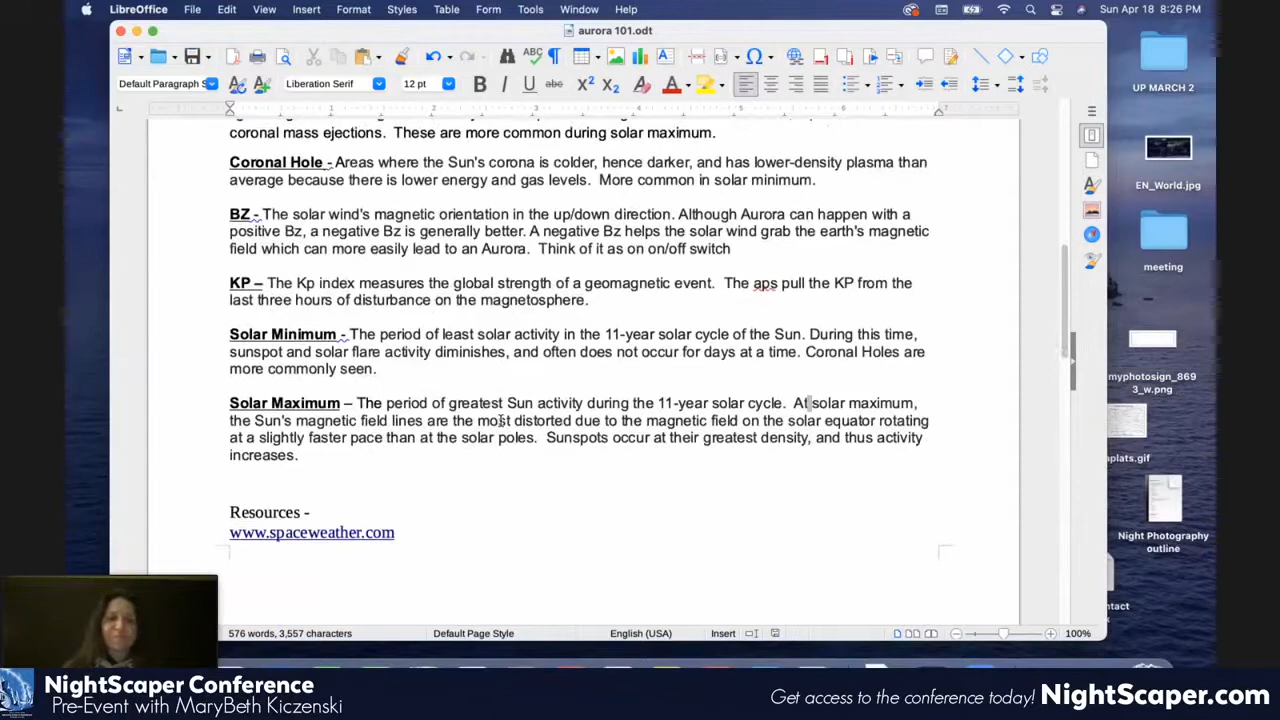 LibreOffice File Edit View Insert Format Styles Table Form Tools Window Help Sun Apr 18 8:26 PM
aurora 101.odt
Default Paragraph S Liberation Serif 12 pt
coronal mass ejections. These are more common during solar maximum.
Coronal Hole - Areas where the Sun's corona is colder, hence darker, and has lower-density plasma than
average because there is lower energy and gas levels. More common in solar minimum.
BZ - The solar wind's magnetic orientation in the up/down direction. Although Aurora can happen with a
positive Bz, a negative Bz is generally better. A negative Bz helps the solar wind grab the earth's magnetic
field which can more easily lead to an Aurora. Think of it as on on/off switch
KP – The Kp index measures the global strength of a geomagnetic event. The aps pull the KP from the
last three hours of disturbance on the magnetosphere.
Solar Minimum - The period of least solar activity in the 11-year solar cycle of the Sun. During this time,
sunspot and solar flare activity diminishes, and often does not occur for days at a time. Coronal Holes are
more commonly seen.
Solar Maximum – The period of greatest Sun activity during the 11-year solar cycle. At solar maximum,
the Sun's magnetic field lines are the most distorted due to the magnetic field on the solar equator rotating
at a slightly faster pace than at the solar poles. Sunspots occur at their greatest density, and thus activity
increases.
Resources -
www.spaceweather.com
576 words, 3,557 characters Default Page Style English (USA) Insert 100%
UP MARCH 2
EN_World.jpg
meeting
myphotosign_869
3_w.png
mplats.gif
Night Photography
outline
ntact
x
NightScaper Conference
Pre-Event with MaryBeth Kiczenski
Get access to the conference today! NightScaper.com